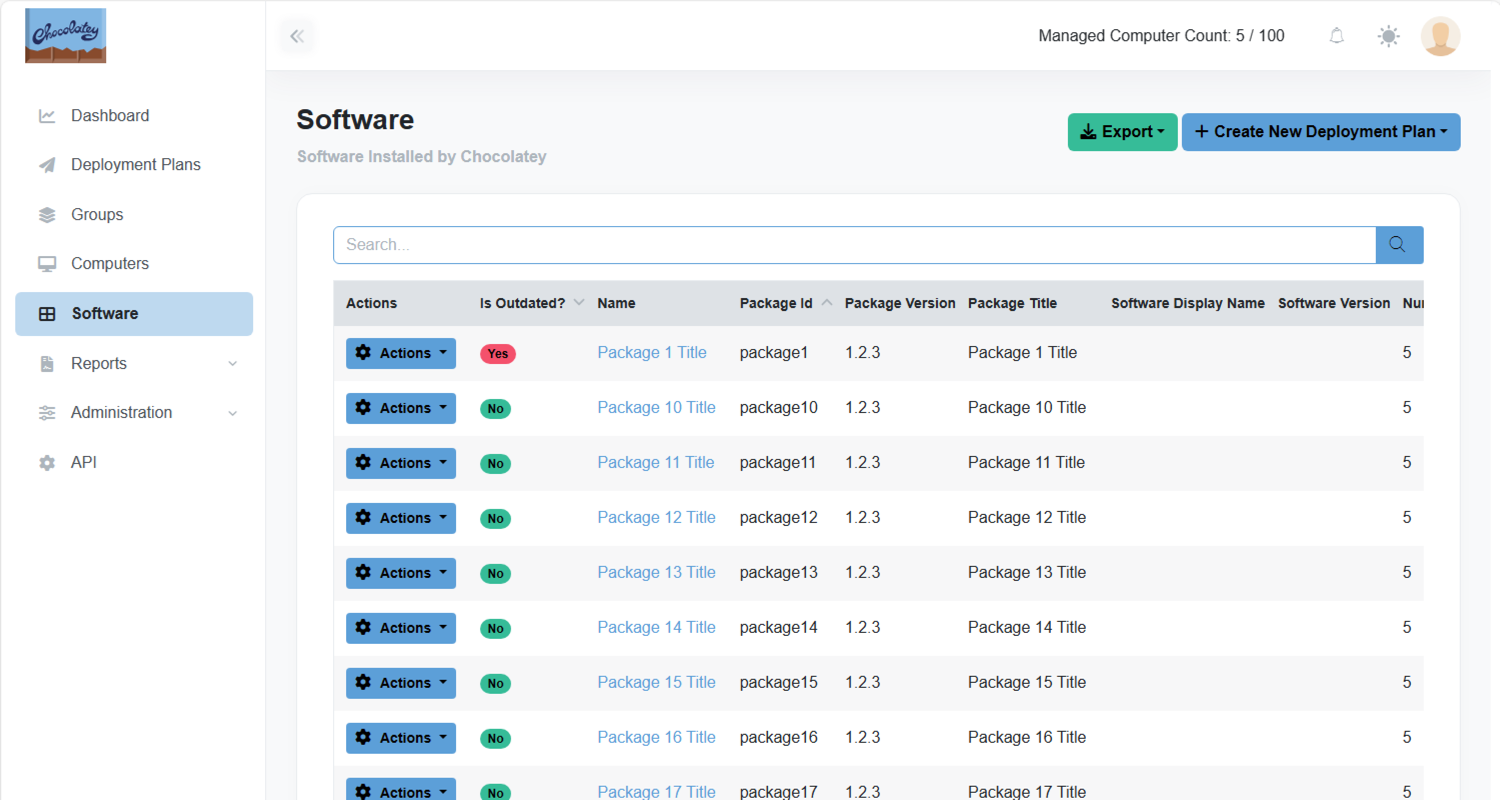 Chocolatey
Managed Computer Count: 5 / 100
Dashboard
Deployment Plans
Groups
Computers
Software
Reports
Administration
API
Software
Software Installed by Chocolatey
Export
Create New Deployment Plan
Search...
Actions Is Outdated? Name Package Id Package Version Package Title Software Display Name Software Version
Actions Yes Package 1 Title package1 1.2.3 Package 1 Title 5
Actions No Package 10 Title package10 1.2.3 Package 10 Title 5
Actions No Package 11 Title package11 1.2.3 Package 11 Title 5
Actions No Package 12 Title package12 1.2.3 Package 12 Title 5
Actions No Package 13 Title package13 1.2.3 Package 13 Title 5
Actions No Package 14 Title package14 1.2.3 Package 14 Title 5
Actions No Package 15 Title package15 1.2.3 Package 15 Title 5
Actions No Package 16 Title package16 1.2.3 Package 16 Title 5
Actions No Package 17 Title package17 1.2.3 Package 17 Title 5